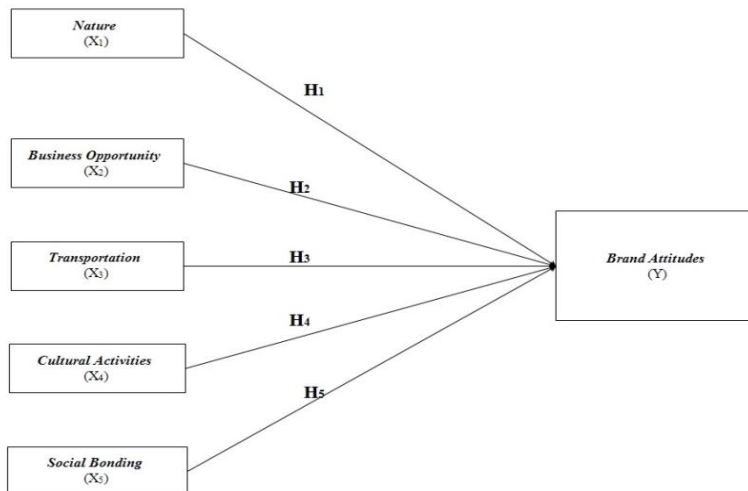 Nature
(X₁)
H₁
Business Opportunity
(X₂)
H₂
Transportation
(X₃)
H₃
Brand Attitudes
(Y)
H₄
Cultural Activities
(X₄)
H₅
Social Bonding
(X₅)